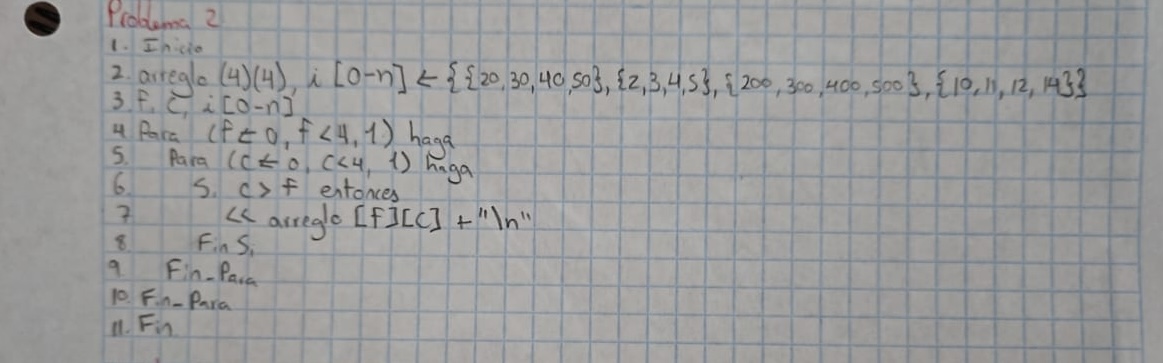 Problema 2
1. Inicio
2. arreglo (4)(4), i [0-n] ← { {20, 30, 40, 50}, {2, 3, 4, 5}, {200, 300, 400, 500}, {10, 11, 12, 14}}
3. F, C, i [0-n]
4 Para (f ← 0, f < 4, 1) haga
5. Para (c ← 0, c<4, 1) haga
6. Si c > f entonces
7 << arreglo [f][c] + "\n"
8 Fin Si
9 Fin-Para
10. Fin-Para
11. Fin